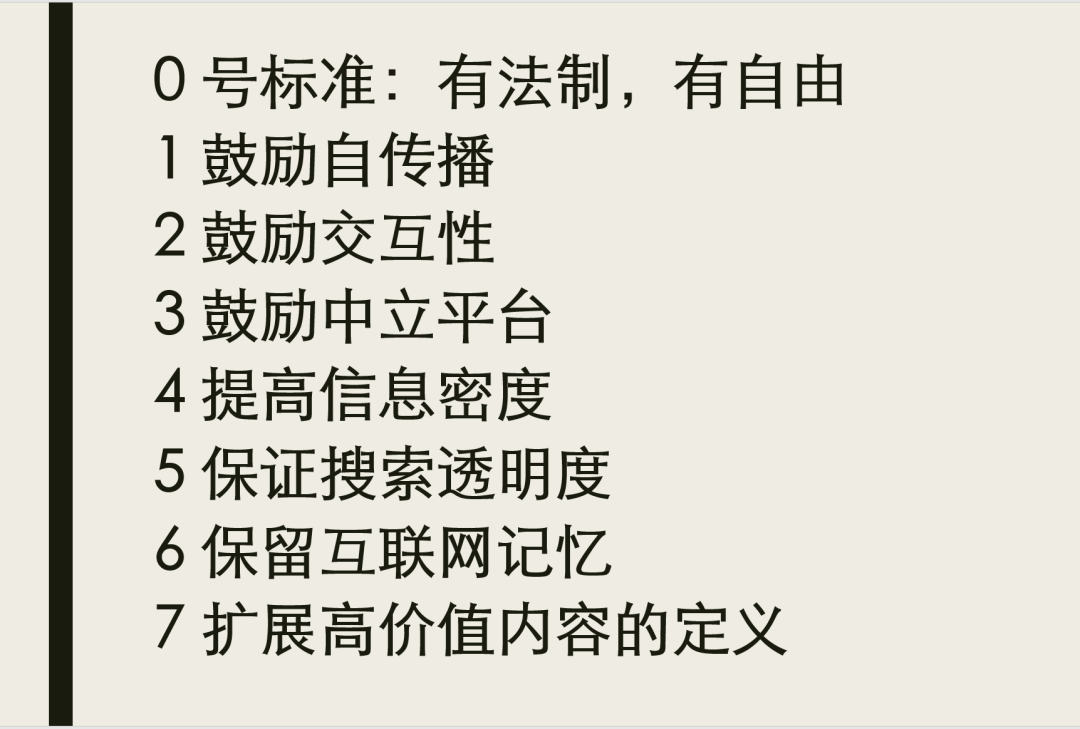 0 号标准：有法制，有自由
1 鼓励自传播
2 鼓励交互性
3 鼓励中立平台
4 提高信息密度
5 保证搜索透明度
6 保留互联网记忆
7 扩展高价值内容的定义